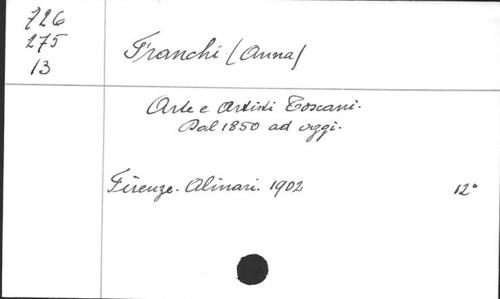 726
275
13
Franchi (Anna)
Arte e Artisti Toscani.
Dal 1850 ad oggi.
Firenze. Alinari. 1902 12°